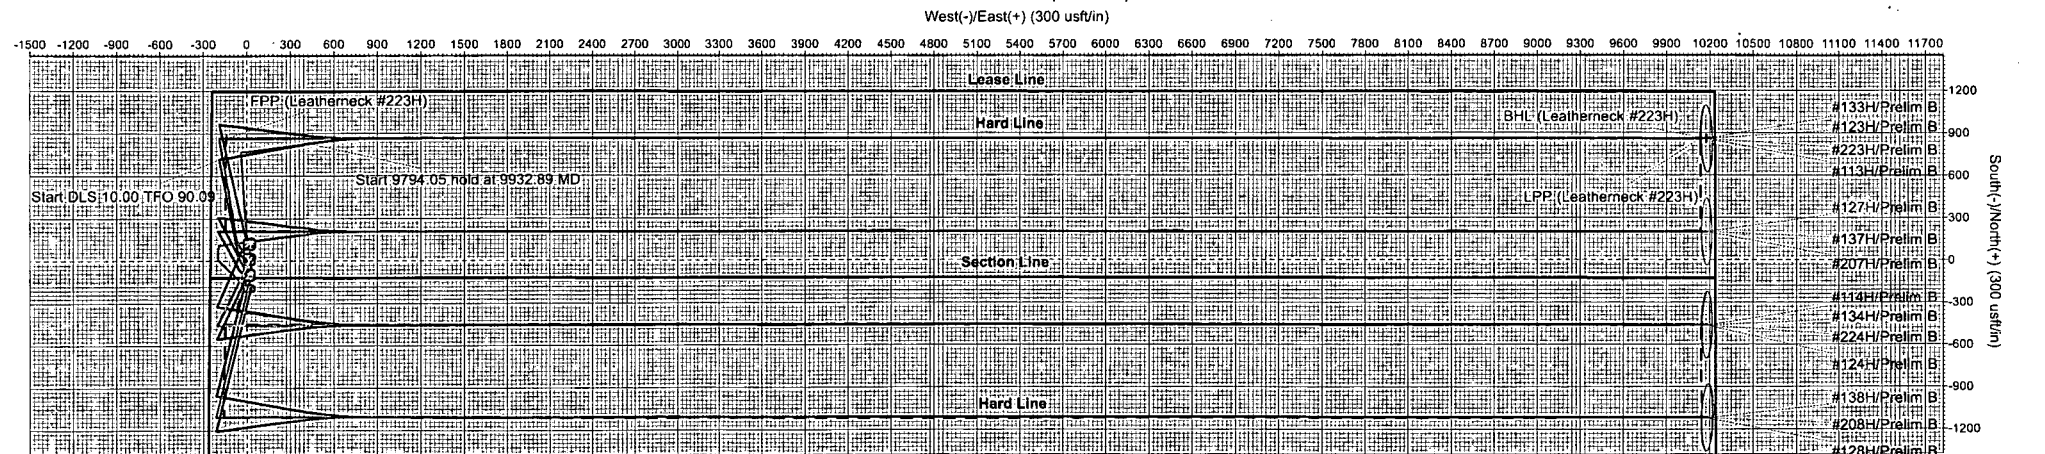 West(-)/East(+) (300 usft/in)
-1500 -1200 -900 -600 -300 0 300 600 900 1200 1500 1800 2100 2400 2700 3000 3300 3600 3900 4200 4500 4800 5100 5400 5700 6000 6300 6600 6900 7200 7500 7800 8100 8400 8700 9000 9300 9600 9900 10200 10500 10800 11100 11400 11700
Lease Line
1200
FPP (Leatherneck #223H)
#133H/Prelim B
BHL (Leatherneck #223H)
Hard Line
#123H/Prelim B
900
#223H/Prelim B
#113H/Prelim B
600
Start 9794.05 hold at 9932.89 MD
Start DLS 10.00 TFO 90.09
LPP (Leatherneck #223H)
#127H/Prelim B
300
#137H/Prelim B
Section Line
0
#207H/Prelim B
South(-)/North(+) (300 usft/in)
#114H/Prelim B
-300
#134H/Prelim B
#224H/Prelim B
-600
#124H/Prelim B
-900
#138H/Prelim B
Hard Line
#208H/Prelim B
-1200
#128H/Prelim B